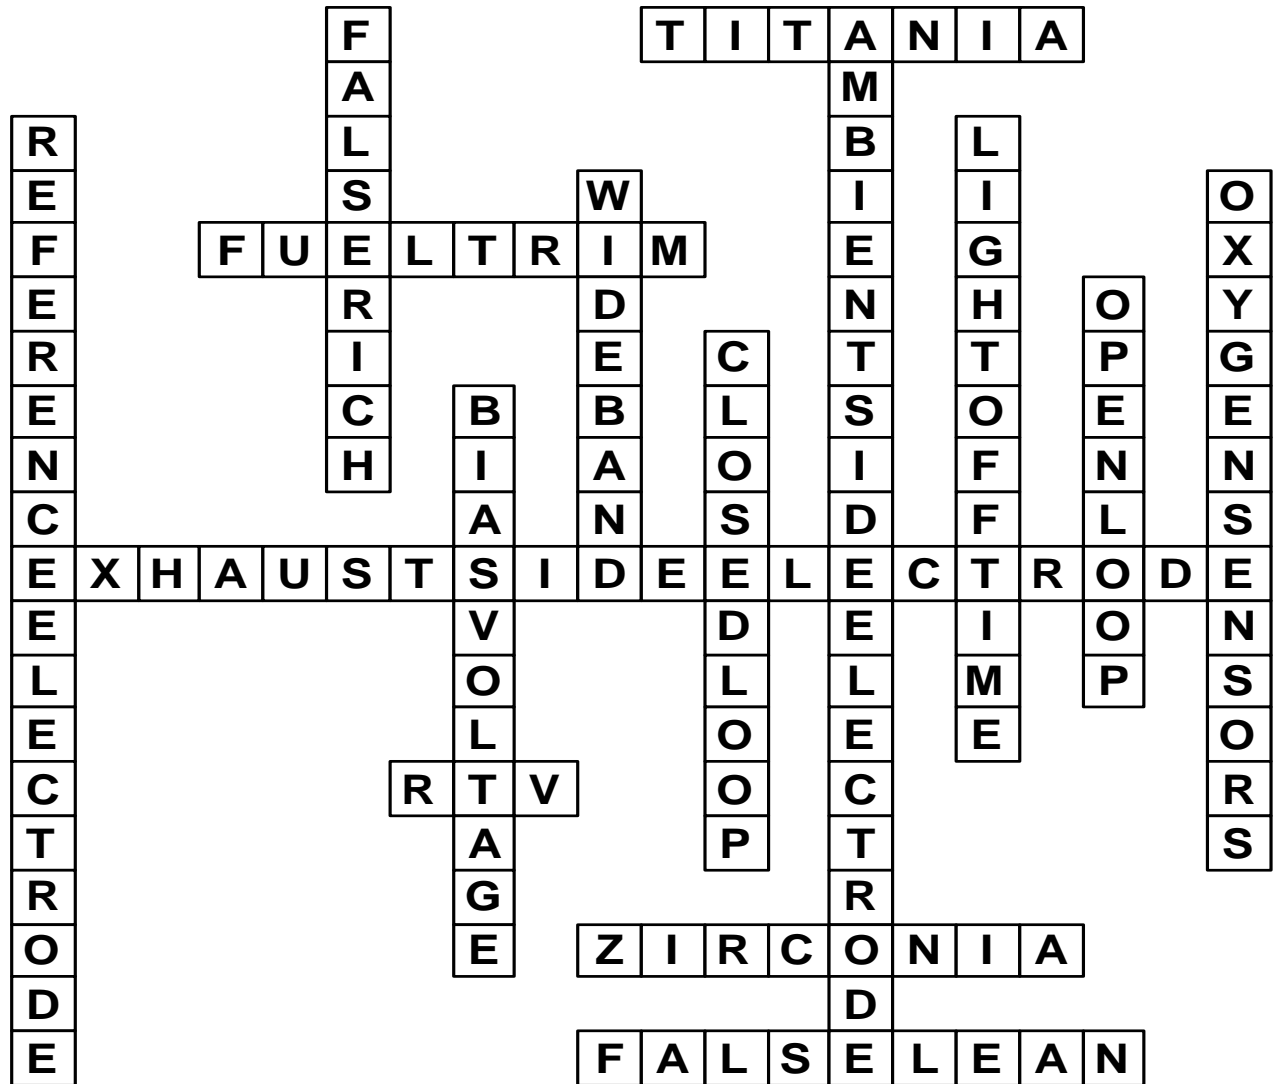 FALSERICH
TITANIA
AMBIENTSIDEELECTRODE
REFERENCEELECTRODE
LIGHTOFFTIME
WIDEBAND
OXYGENSENSORS
FUELTRIM
OPENLOOP
CLOSEDLOOP
BIASVOLTAGE
EXHAUSTSIDEELECTRODE
RTV
ZIRCONIA
FALSELEAN